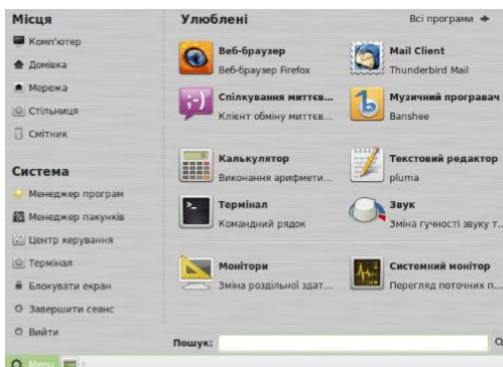 Місця
Комп'ютер
Домівка
Мережа
Стільниця
Смітник
Система
Менеджер програм
Менеджер пакунків
Центр керування
Термінал
Блокувати екран
Завершити сеанс
Вийти
Улюблені
Всі програми
Веб-браузер
Веб-браузер Firefox
Mail Client
Thunderbird Mail
Спілкування миттєв...
Клієнт обміну миттєв...
Музичний програвач
Banshee
Калькулятор
Виконання арифмети...
Текстовий редактор
pluma
Термінал
Командний рядок
Звук
Зміна гучності звуку т...
Монітори
Зміна роздільної здат...
Системний монітор
Перегляд поточних п...
Пошук:
Menu